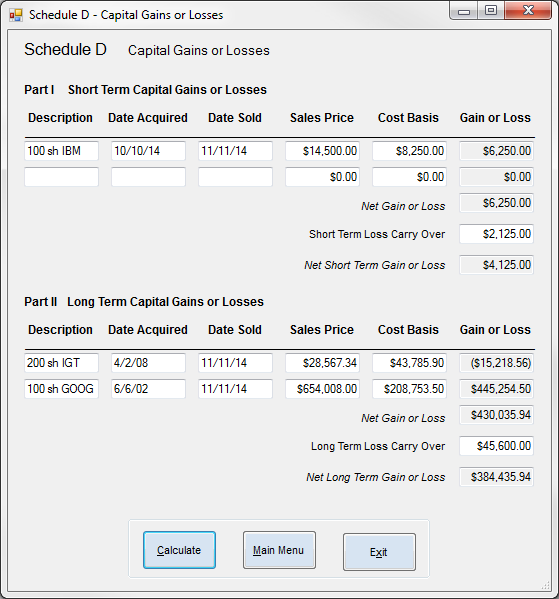 Schedule D - Capital Gains or Losses
Schedule D Capital Gains or Losses
Part I Short Term Capital Gains or Losses
Description Date Acquired Date Sold Sales Price Cost Basis Gain or Loss
100 sh IBM 10/10/14 11/11/14 $14,500.00 $8,250.00 $6,250.00
$0.00 $0.00 $0.00
Net Gain or Loss $6,250.00
Short Term Loss Carry Over $2,125.00
Net Short Term Gain or Loss $4,125.00
Part II Long Term Capital Gains or Losses
Description Date Acquired Date Sold Sales Price Cost Basis Gain or Loss
200 sh IGT 4/2/08 11/11/14 $28,567.34 $43,785.90 ($15,218.56)
100 sh GOOG 6/6/02 11/11/14 $654,008.00 $208,753.50 $445,254.50
Net Gain or Loss $430,035.94
Long Term Loss Carry Over $45,600.00
Net Long Term Gain or Loss $384,435.94
Calculate Main Menu Exit